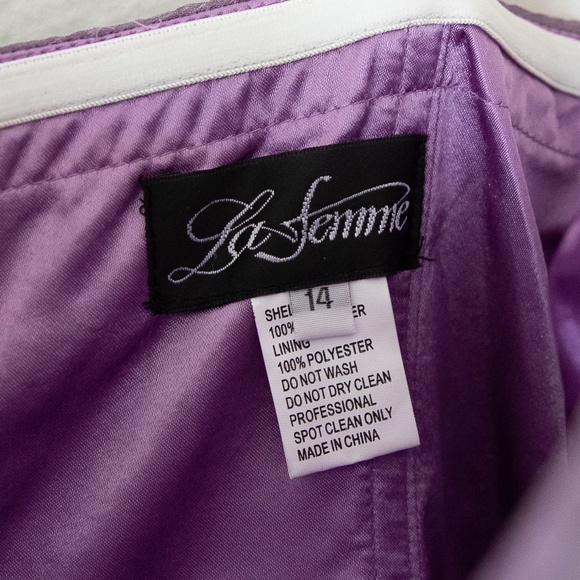 La Femme
14
100%
LINING
100% POLYESTER
DO NOT WASH
DO NOT DRY CLEAN
PROFESSIONAL
SPOT CLEAN ONLY
MADE IN CHINA